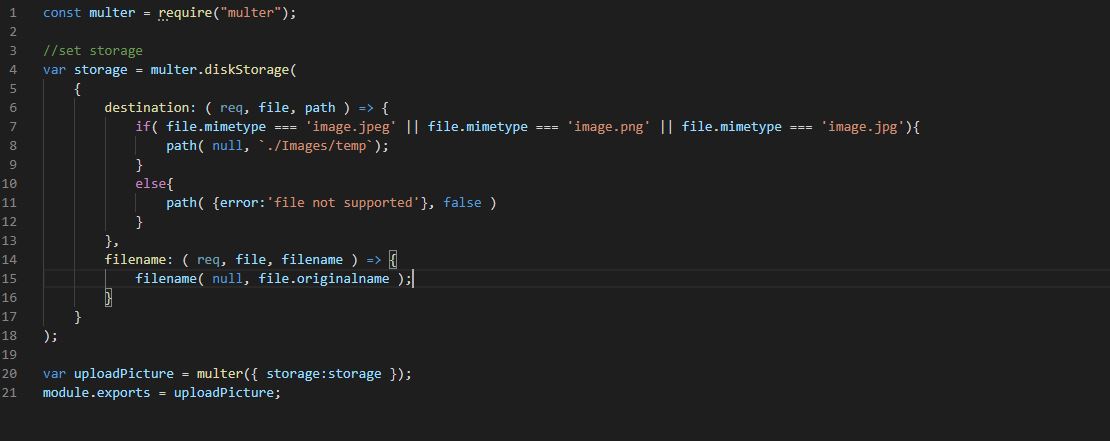 1 const multer = require("multer");
2
3 //set storage
4 var storage = multer.diskStorage(
5     {
6         destination: ( req, file, path ) => {
7             if( file.mimetype === 'image.jpeg' || file.mimetype === 'image.png' || file.mimetype === 'image.jpg'){
8                 path( null, `./Images/temp`);
9             }
10             else{
11                 path( {error:'file not supported'}, false )
12             }
13         },
14         filename: ( req, file, filename ) => {
15             filename( null, file.originalname );
16         }
17     }
18 );
19
20 var uploadPicture = multer({ storage:storage });
21 module.exports = uploadPicture;